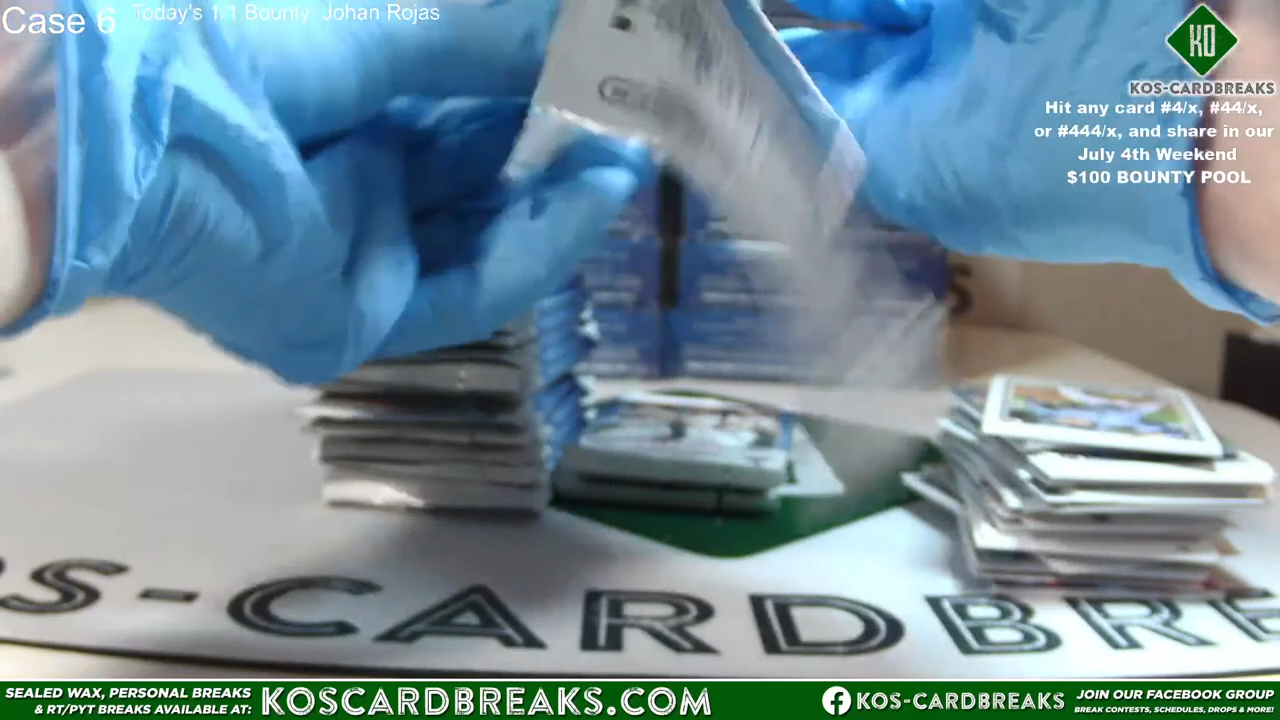 Case 6
Today's 1:1 Bounty: Johan Rojas
KO
KOS-CARDBREAKS
Hit any card #4/x, #44/x,
or #444/x, and share in our
July 4th Weekend
$100 BOUNTY POOL
S-CARDBRE
SEALED WAX, PERSONAL BREAKS
& RT/PYT BREAKS AVAILABLE AT:
KOSCARDBREAKS.COM
KOS-CARDBREAKS
JOIN OUR FACEBOOK GROUP
BREAK CONTESTS, SCHEDULES, DROPS & MORE!